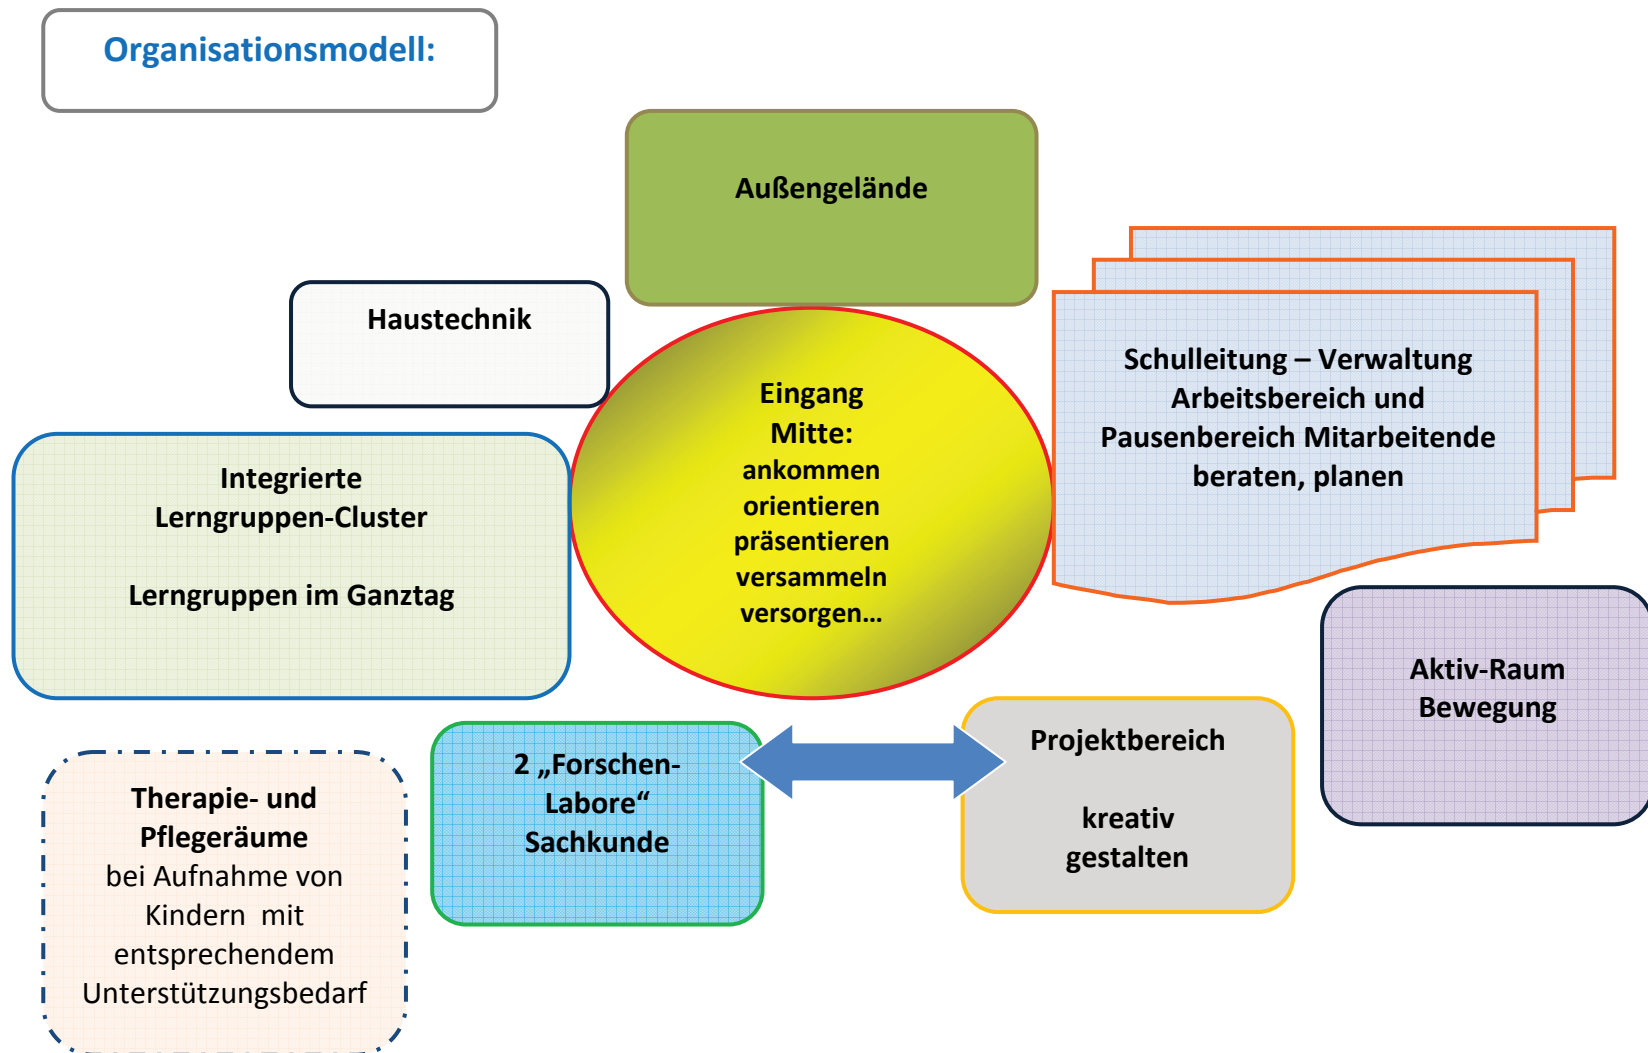 Organisationsmodell:
Außengelände
Haustechnik
Eingang
Mitte:
ankommen
orientieren
präsentieren
versammeln
versorgen…
Schulleitung – Verwaltung
Arbeitsbereich und
Pausenbereich Mitarbeitende
beraten, planen
Integrierte
Lerngruppen-Cluster
Lerngruppen im Ganztag
Aktiv-Raum
Bewegung
2 „Forschen-
Labore“
Sachkunde
Projektbereich
kreativ
gestalten
Therapie- und
Pflegeräume
bei Aufnahme von
Kindern  mit
entsprechendem
Unterstützungsbedarf